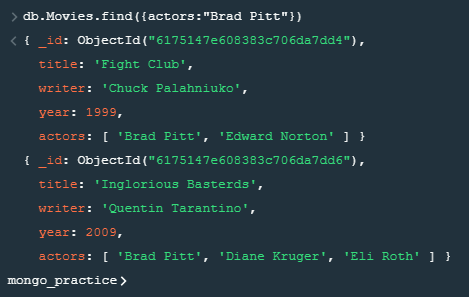 > db.Movies.find({actors:"Brad Pitt"})
< { _id: ObjectId("6175147e608383c706da7dd4"),
title: 'Fight Club',
writer: 'Chuck Palahniuko',
year: 1999,
actors: [ 'Brad Pitt', 'Edward Norton' ] }
{ _id: ObjectId("6175147e608383c706da7dd6"),
title: 'Inglorious Basterds',
writer: 'Quentin Tarantino',
year: 2009,
actors: [ 'Brad Pitt', 'Diane Kruger', 'Eli Roth' ] }
mongo_practice>